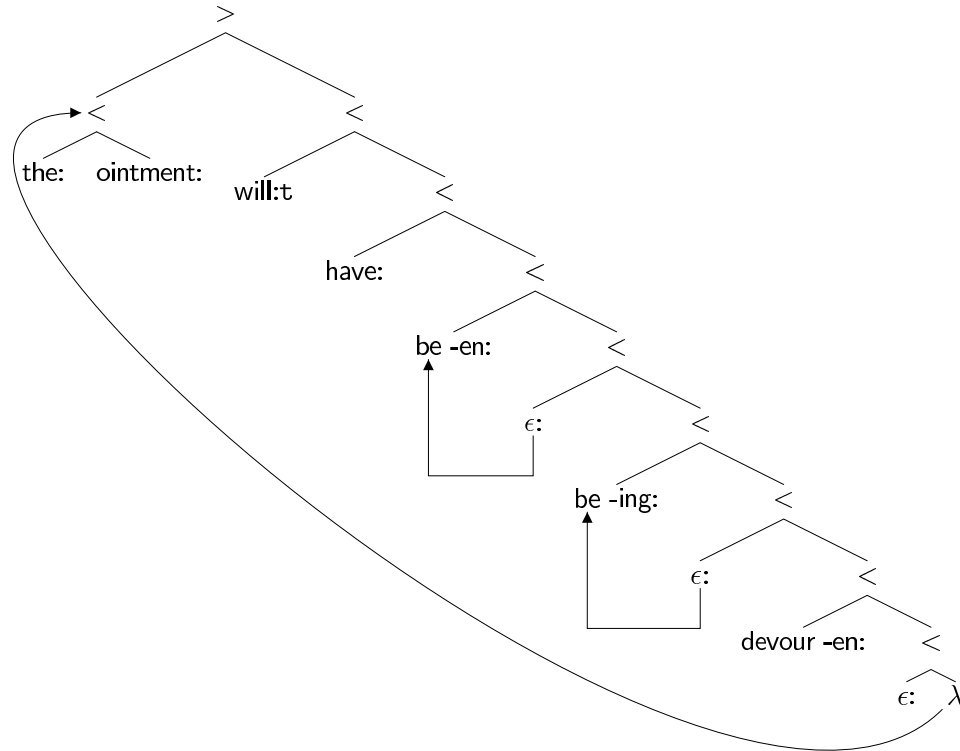 >
< <
the: ointment:
will:t <
have: <
be -en: <
ϵ: <
be -ing: <
ϵ: <
devour -en: <
ϵ: λ